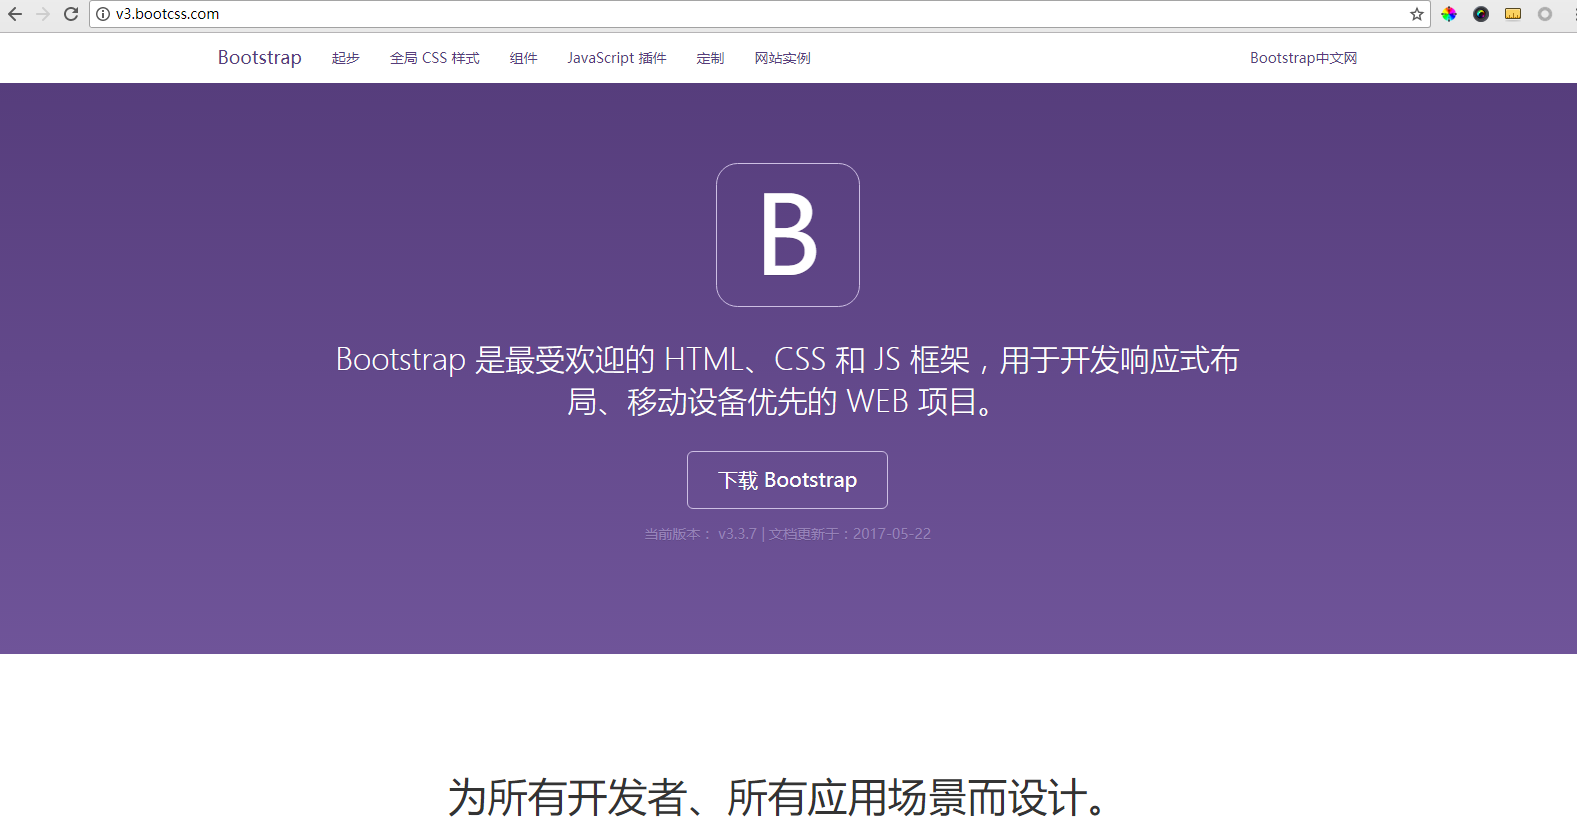 v3.bootcss.com
Bootstrap 起步 全局 CSS 样式 组件 JavaScript 插件 定制 网站实例 Bootstrap中文网
B
Bootstrap 是最受欢迎的 HTML、CSS 和 JS 框架，用于开发响应式布
局、移动设备优先的 WEB 项目。
下载 Bootstrap
当前版本： v3.3.7 | 文档更新于：2017-05-22
为所有开发者、所有应用场景而设计。